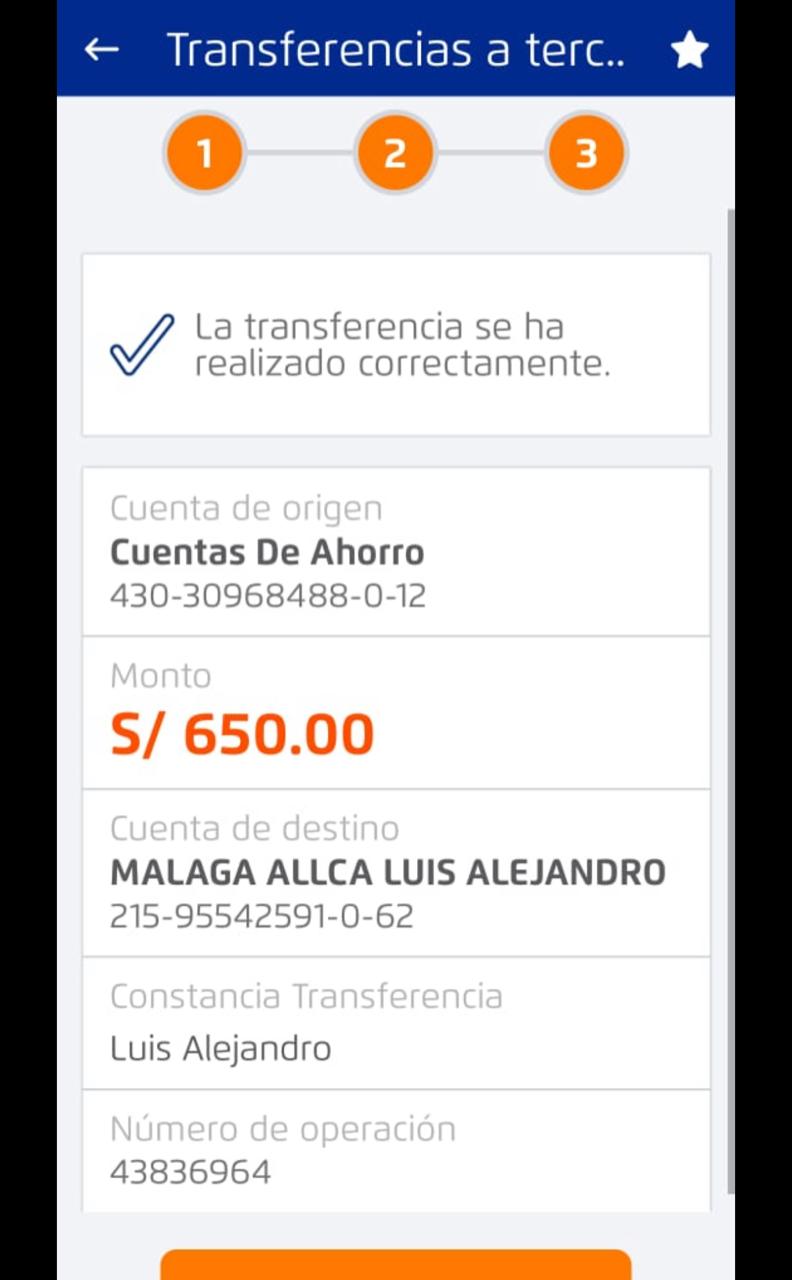 Transferencias a terc..
1 2 3
La transferencia se ha
realizado correctamente.
Cuenta de origen
Cuentas De Ahorro
430-30968488-0-12
Monto
S/ 650.00
Cuenta de destino
MALAGA ALLCA LUIS ALEJANDRO
215-95542591-0-62
Constancia Transferencia
Luis Alejandro
Número de operación
43836964